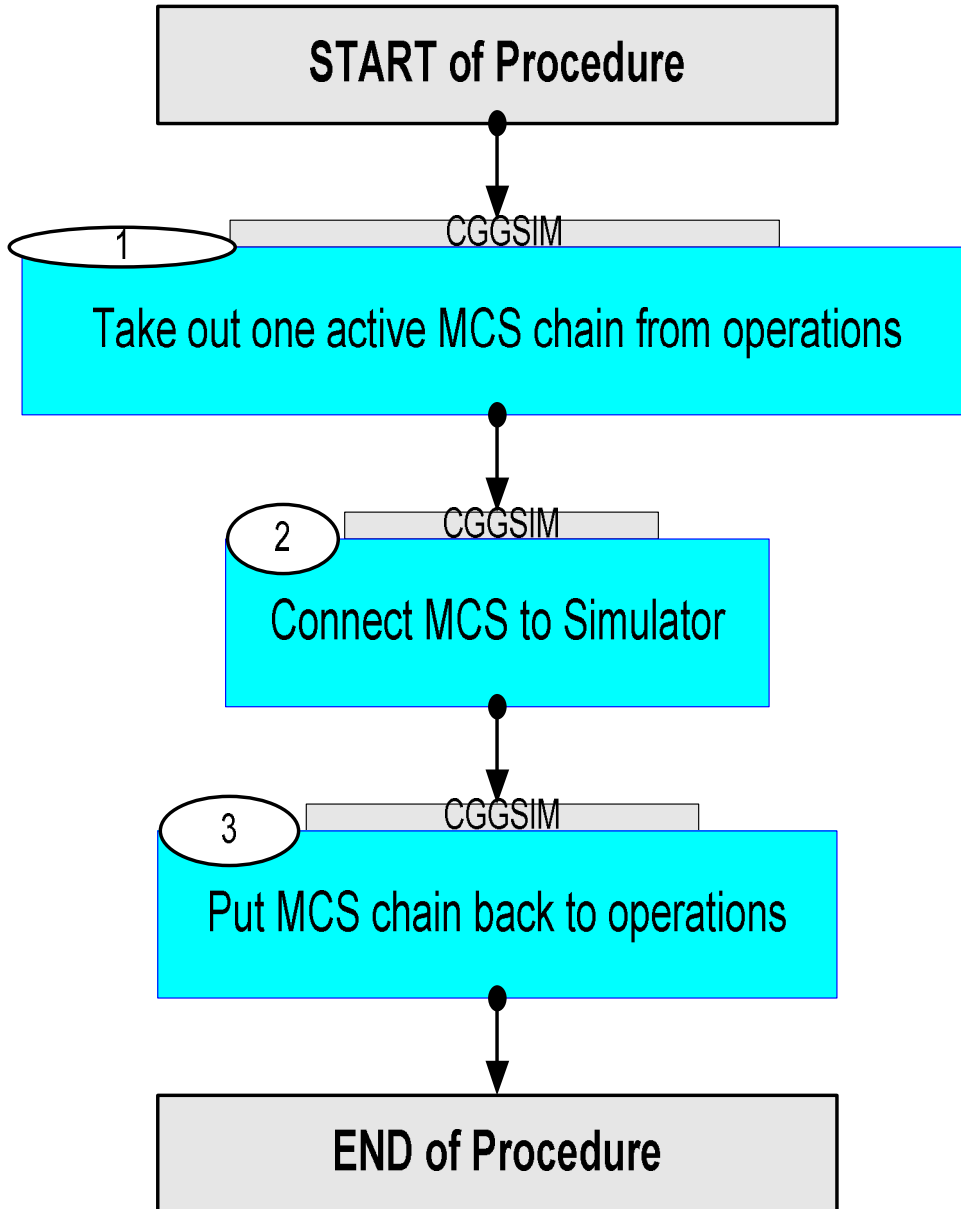 START of Procedure
CGGSIM
1
Take out one active MCS chain from operations
CGGSIM
2
Connect MCS to Simulator
CGGSIM
3
Put MCS chain back to operations
END of Procedure